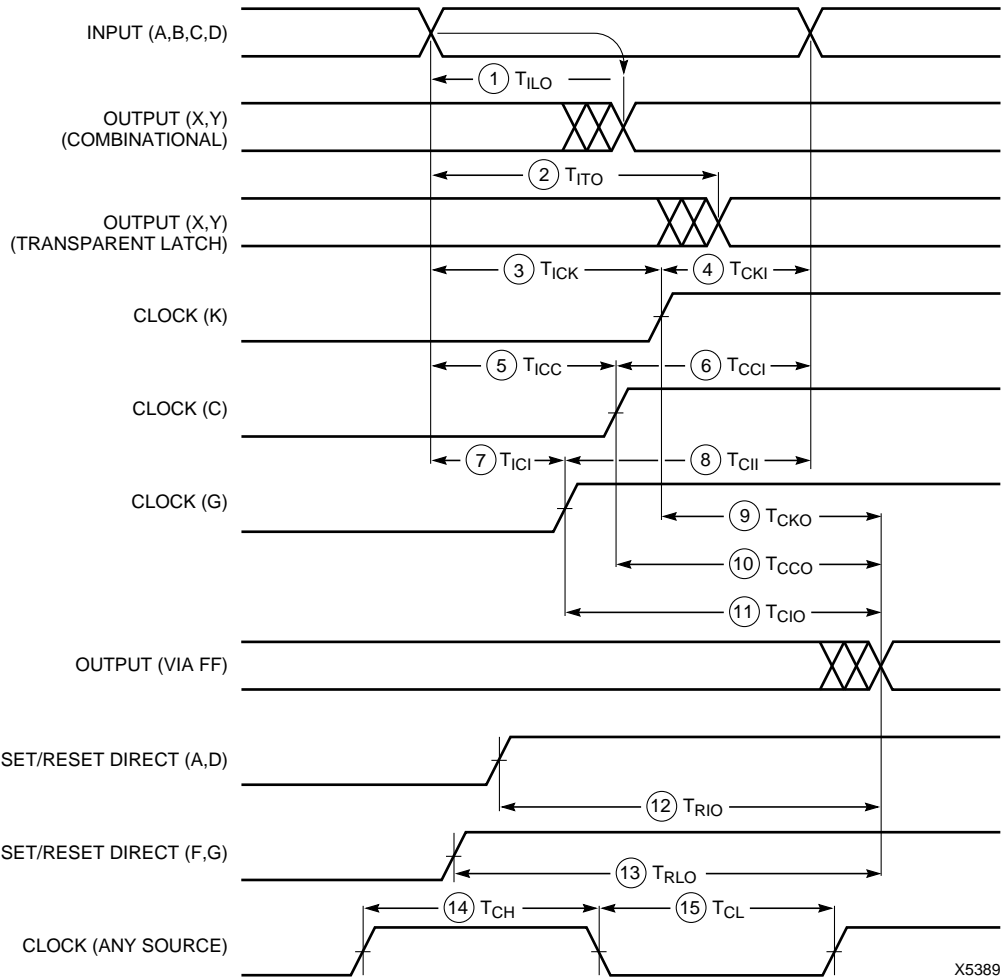 INPUT (A,B,C,D)
1 TILO
OUTPUT (X,Y)
(COMBINATIONAL)
2 TITO
OUTPUT (X,Y)
(TRANSPARENT LATCH)
3 TICK
4 TCKI
CLOCK (K)
5 TICC
6 TCCI
CLOCK (C)
7 TICI
8 TCII
CLOCK (G)
9 TCKO
10 TCCO
11 TCIO
OUTPUT (VIA FF)
SET/RESET DIRECT (A,D)
12 TRIO
SET/RESET DIRECT (F,G)
13 TRLO
14 TCH
15 TCL
CLOCK (ANY SOURCE)
X5389